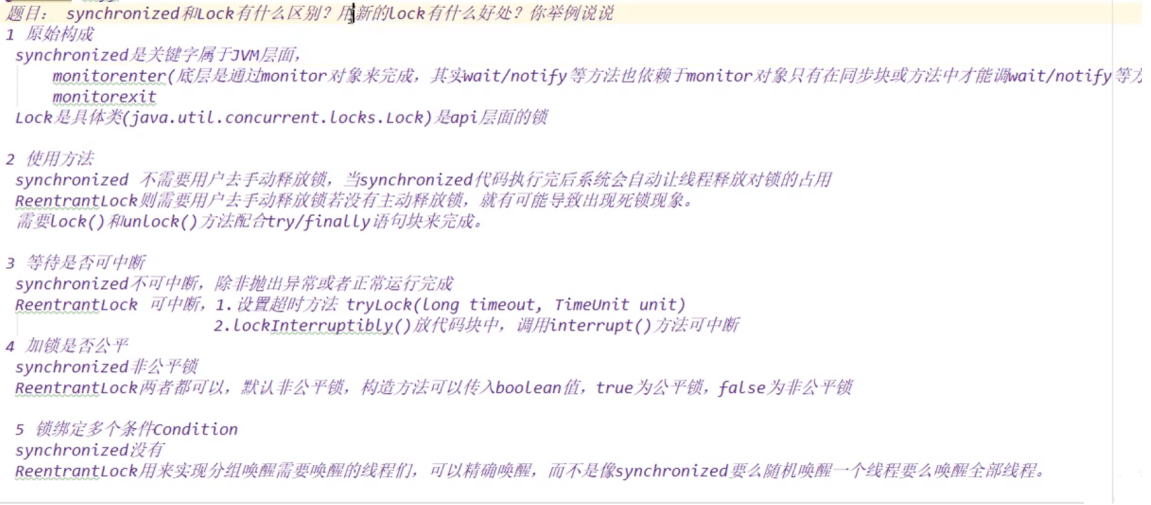 题目： synchronized和Lock有什么区别？用新的lock有什么好处？你举例说说
1 原始构成
synchronized是关键字属于JVM层面，
monitorenter(底层是通过monitor对象来完成，其实wait/notify等方法也依赖于monitor对象只有在同步块或方法中才能调wait/notify等方
monitorexit
Lock是具体类(java.util.concurrent.locks.Lock)是api层面的锁
2 使用方法
synchronized 不需要用户去手动释放锁，当synchronized代码执行完后系统会自动让线程释放对锁的占用
ReentrantLock则需要用户去手动释放锁若没有主动释放锁，就有可能导致出现死锁现象。
需要lock()和unlock()方法配合try/finally语句块来完成。
3 等待是否可中断
synchronized不可中断，除非抛出异常或者正常运行完成
ReentrantLock 可中断，1.设置超时方法 tryLock(long timeout, TimeUnit unit)
2.lockInterruptibly()放代码块中，调用interrupt()方法可中断
4 加锁是否公平
synchronized非公平锁
ReentrantLock两者都可以，默认非公平锁，构造方法可以传入boolean值，true为公平锁，false为非公平锁
5 锁绑定多个条件Condition
synchronized没有
ReentrantLock用来实现分组唤醒需要唤醒的线程们，可以精确唤醒，而不是像synchronized要么随机唤醒一个线程要么唤醒全部线程。